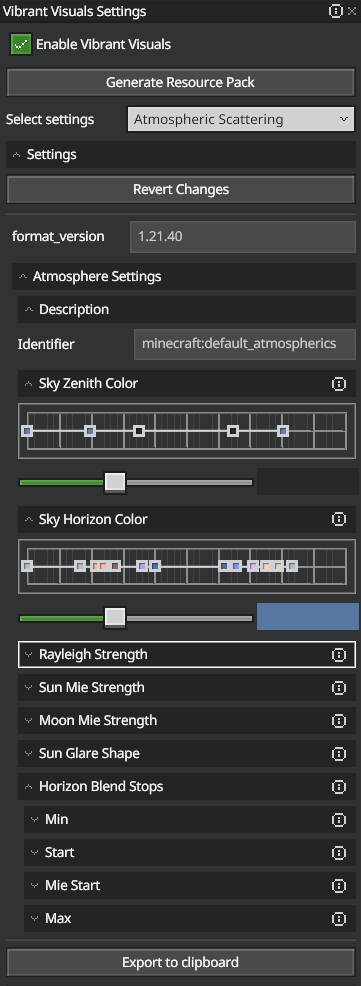 Vibrant Visuals Settings
Enable Vibrant Visuals
Generate Resource Pack
Select settings Atmospheric Scattering
Settings
Revert Changes
format_version 1.21.40
Atmosphere Settings
Description
Identifier minecraft:default_atmospherics
Sky Zenith Color
Sky Horizon Color
Rayleigh Strength
Sun Mie Strength
Moon Mie Strength
Sun Glare Shape
Horizon Blend Stops
Min
Start
Mie Start
Max
Export to clipboard